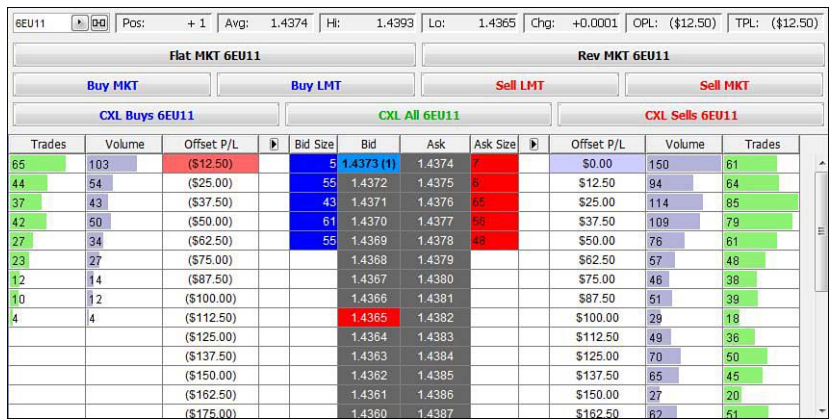 6EU11 Pos: + 1 Avg: 1.4374 Hi: 1.4393 Lo: 1.4365 Chg: +0.0001 OPL: ($12.50) TPL: ($12.50)
Flat MKT 6EU11 Rev MKT 6EU11
Buy MKT Buy LMT Sell LMT Sell MKT
CXL Buys 6EU11 CXL All 6EU11 CXL Sells 6EU11
Trades Volume Offset P/L Bid Size Bid Ask Ask Size Offset P/L Volume Trades
65 103 ($12.50) 5 1.4373 (1) 1.4374 7 $0.00 150 61
44 54 ($25.00) 55 1.4372 1.4375 6 $12.50 94 64
37 43 ($37.50) 43 1.4371 1.4376 65 $25.00 114 85
42 50 ($50.00) 61 1.4370 1.4377 56 $37.50 109 79
27 34 ($62.50) 55 1.4369 1.4378 48 $50.00 76 61
23 27 ($75.00) 1.4368 1.4379 $62.50 57 48
12 14 ($87.50) 1.4367 1.4380 $75.00 46 38
10 12 ($100.00) 1.4366 1.4381 $87.50 51 39
4 4 ($112.50) 1.4365 1.4382 $100.00 29 18
($125.00) 1.4364 1.4383 $112.50 49 36
($137.50) 1.4363 1.4384 $125.00 70 50
($150.00) 1.4362 1.4385 $137.50 65 45
($162.50) 1.4361 1.4386 $150.00 27 20
($175.00) 1.4360 1.4387 $162.50 62 51